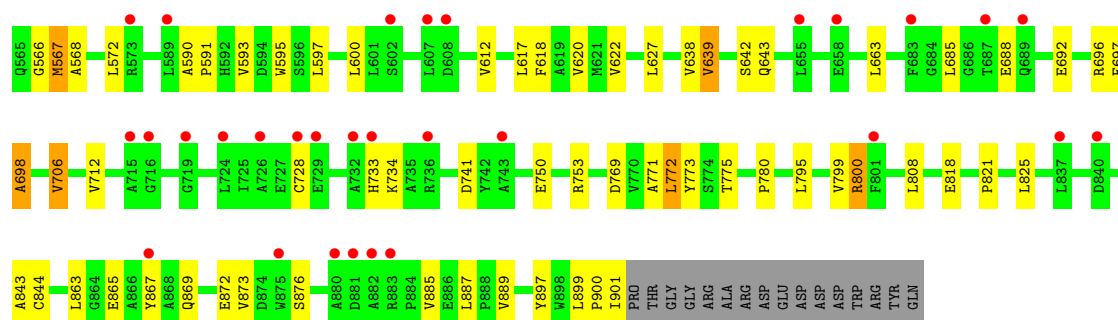 Q565 G566 M567 A568 L572 R573 L589 A590 P591 H592 V593 D594 W595 S596 L597 L600 L601 S602 L607 D608 V612 L617 F618 A619 V620 M621 V622 L627 V638 V639 S642 Q643 L655 E658 L663 F683 G684 L685 G686 T687 E688 Q689 E692 R696 E697
A698 V706 V712 A715 G716 G719 L724 I725 A726 E727 C728 E729 A732 H733 K734 A735 R736 D741 Y742 A743 E750 R753 D769 V770 A771 L772 Y773 S774 T775 P780 L795 V799 R800 F801 L808 E818 P821 L825 L837 D840
A843 C844 L863 G864 E865 A866 Y867 A868 Q869 E872 V873 D874 W875 S876 A880 D881 A882 R883 P884 V885 E886 L887 P888 V889 Y897 W898 L899 P900 I901 PRO THR GLY GLY ARG ALA ARG ASP GLU ASP ASP ASP TRP ARG TYR GLN